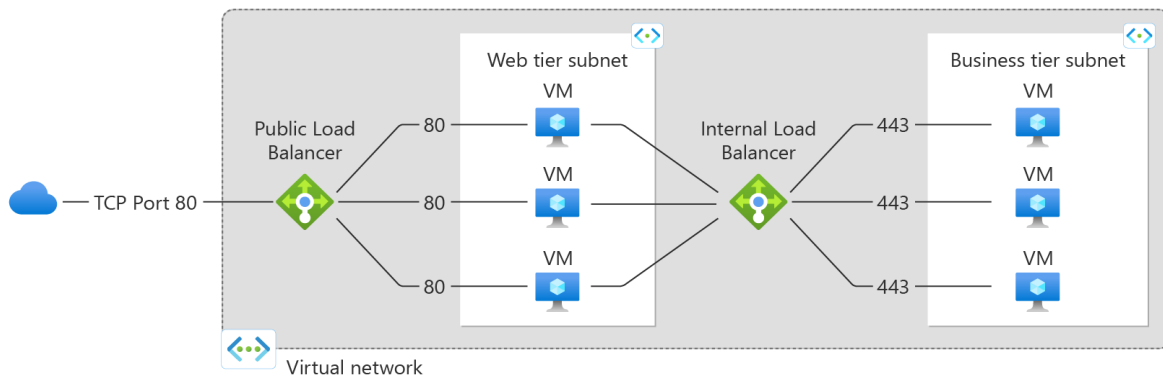 Web tier subnet
Business tier subnet
VM
VM
Public Load
Balancer
80
Internal Load
Balancer
443
VM
VM
TCP Port 80
80
443
VM
VM
80
443
Virtual network